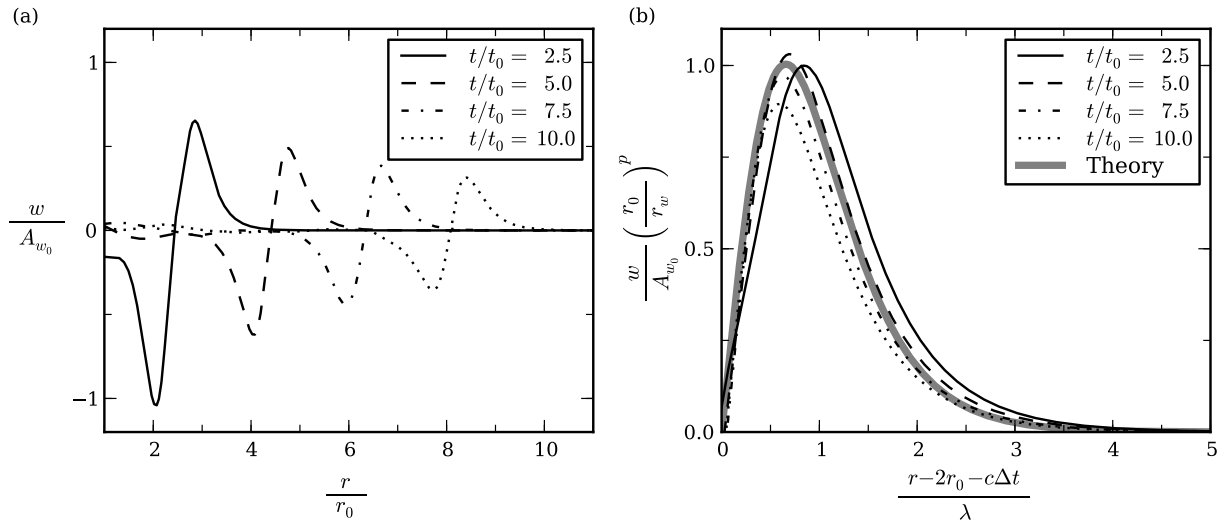 (a)
1
0
−1
w
A_{w_0}
2 4 6 8 10
r
r_0
t/t_0 = 2.5
t/t_0 = 5.0
t/t_0 = 7.5
t/t_0 = 10.0
(b)
1.0
0.5
0.0
w/A_{w_0} (r_0/r_w)^p
0 1 2 3 4 5
r−2r_0−cΔt
λ
t/t_0 = 2.5
t/t_0 = 5.0
t/t_0 = 7.5
t/t_0 = 10.0
Theory